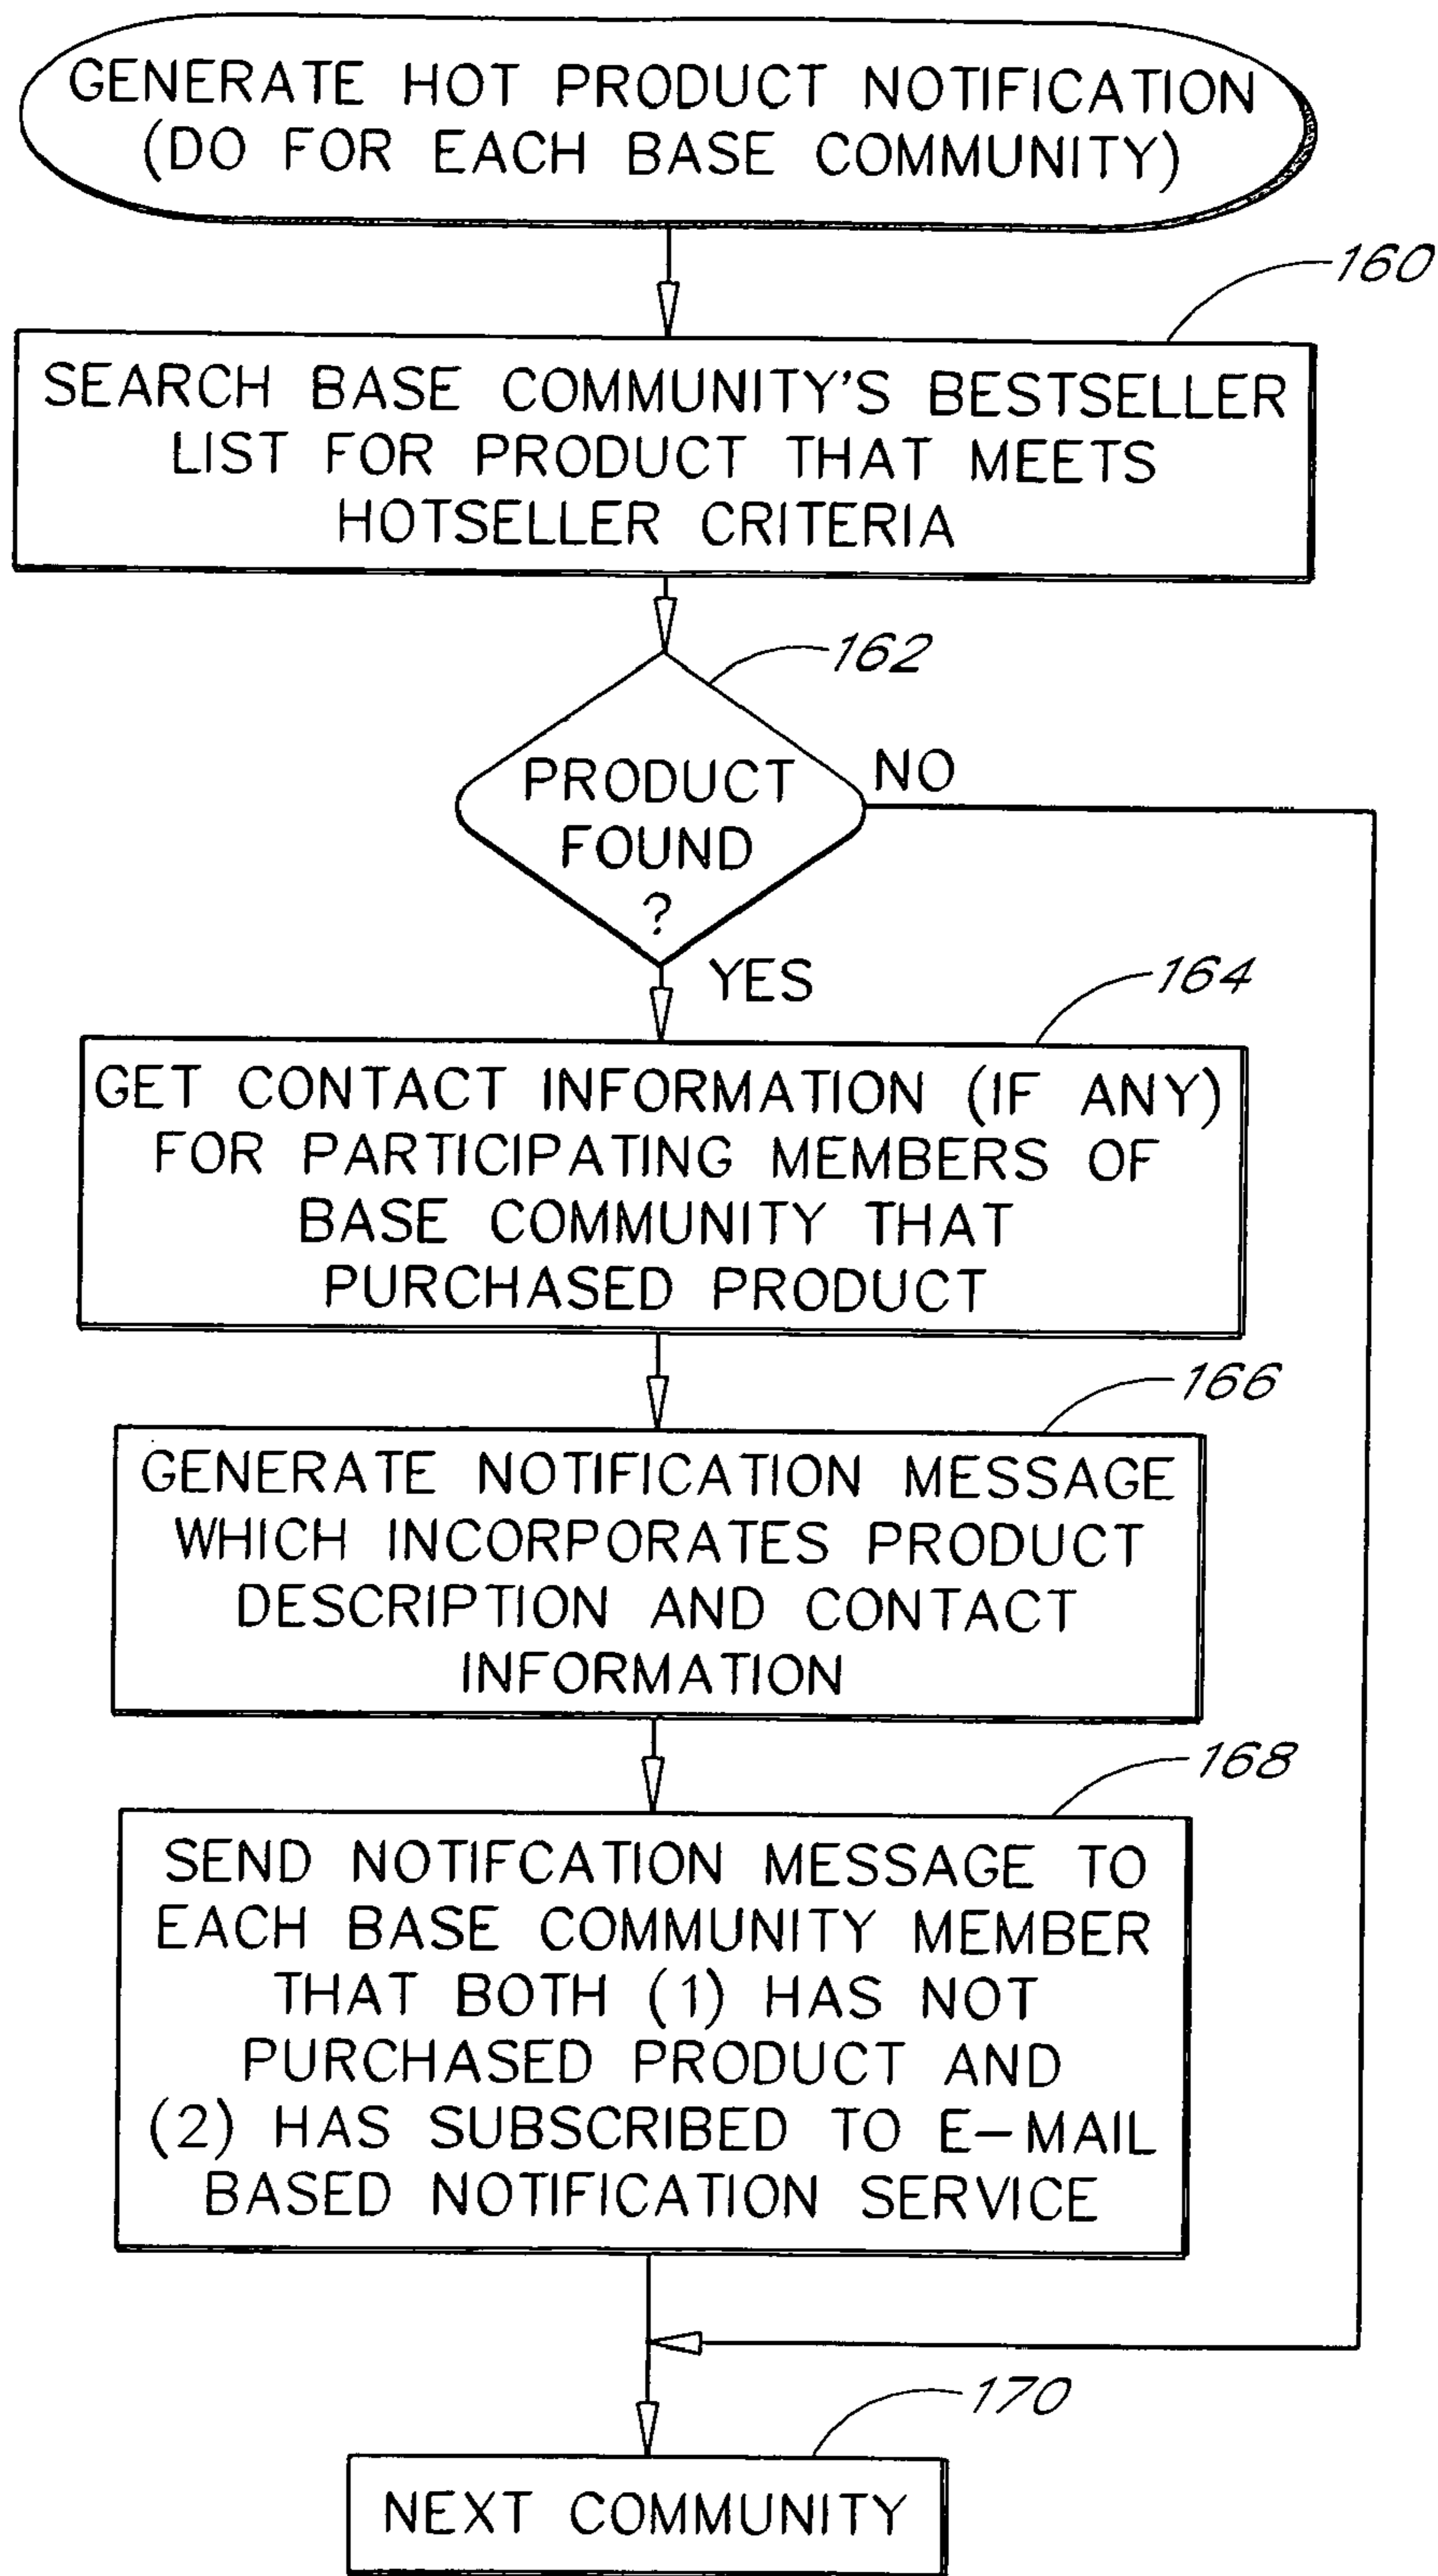 GENERATE HOT PRODUCT NOTIFICATION
(DO FOR EACH BASE COMMUNITY)
160
SEARCH BASE COMMUNITY'S BESTSELLER
LIST FOR PRODUCT THAT MEETS
HOTSELLER CRITERIA
162
PRODUCT
FOUND
?
NO
YES
164
GET CONTACT INFORMATION (IF ANY)
FOR PARTICIPATING MEMBERS OF
BASE COMMUNITY THAT
PURCHASED PRODUCT
166
GENERATE NOTIFICATION MESSAGE
WHICH INCORPORATES PRODUCT
DESCRIPTION AND CONTACT
INFORMATION
168
SEND NOTIFCATION MESSAGE TO
EACH BASE COMMUNITY MEMBER
THAT BOTH (1) HAS NOT
PURCHASED PRODUCT AND
(2) HAS SUBSCRIBED TO E-MAIL
BASED NOTIFICATION SERVICE
170
NEXT COMMUNITY